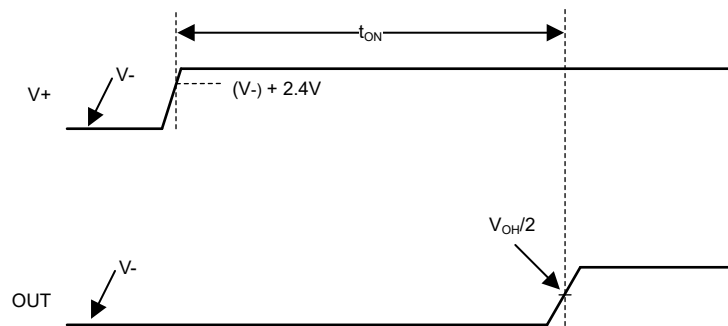 tON
V-
V+
(V-) + 2.4V
VOH/2
V-
OUT